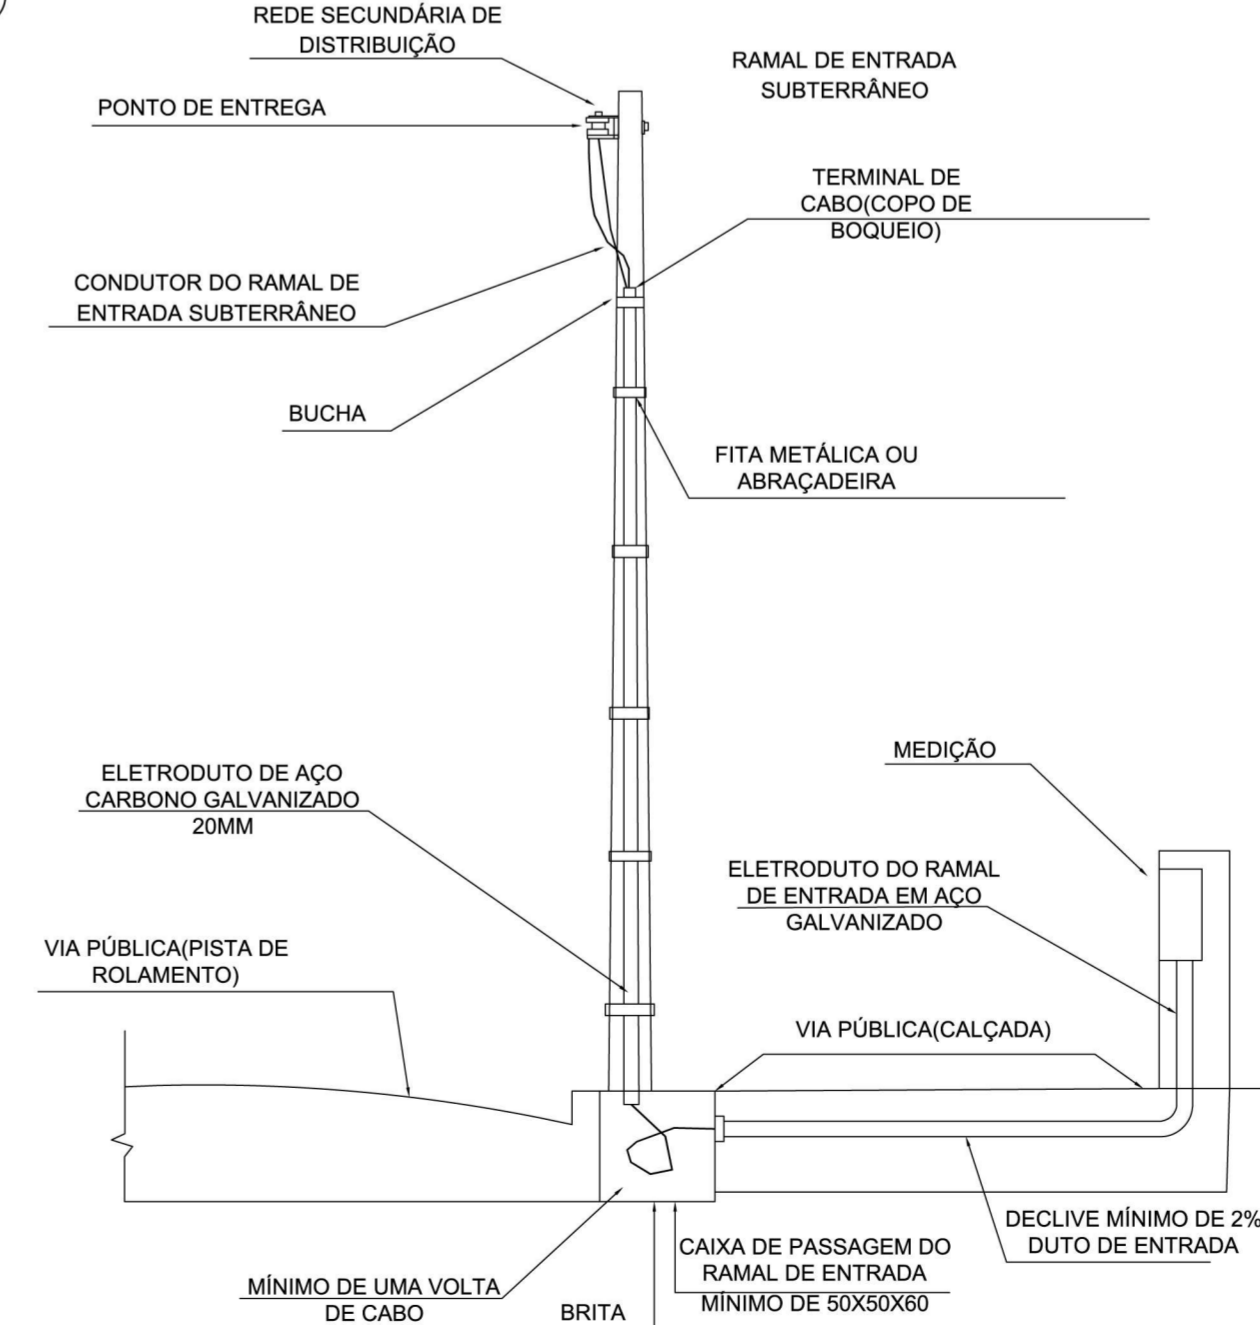 REDE SECUNDÁRIA DE
DISTRIBUIÇÃO
RAMAL DE ENTRADA
SUBTERRÂNEO
PONTO DE ENTREGA
TERMINAL DE
CABO(COPO DE
BOQUEIO)
CONDUTOR DO RAMAL DE
ENTRADA SUBTERRÂNEO
BUCHA
FITA METÁLICA OU
ABRAÇADEIRA
MEDIÇÃO
ELETRODUTO DE AÇO
CARBONO GALVANIZADO
20MM
ELETRODUTO DO RAMAL
DE ENTRADA EM AÇO
GALVANIZADO
VIA PÚBLICA(PISTA DE
ROLAMENTO)
VIA PÚBLICA(CALÇADA)
DECLIVE MÍNIMO DE 2%
DUTO DE ENTRADA
CAIXA DE PASSAGEM DO
RAMAL DE ENTRADA
MÍNIMO DE 50X50X60
MÍNIMO DE UMA VOLTA
DE CABO
BRITA